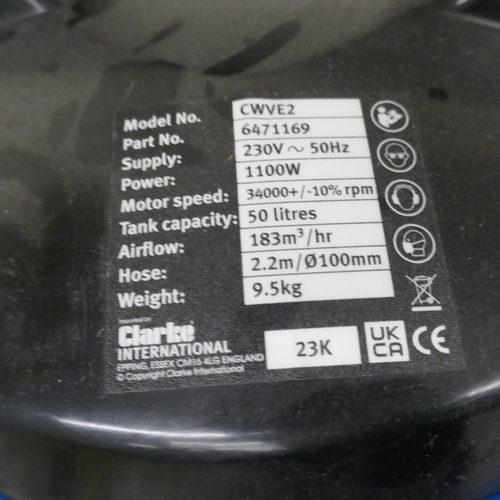 Model No. CWVE2
Part No. 6471169
Supply: 230V ~ 50Hz
Power: 1100W
Motor speed: 34000+/-10% rpm
Tank capacity: 50 litres
Airflow: 183m³/hr
Hose: 2.2m/Ø100mm
Weight: 9.5kg
Imported by
Clarke
INTERNATIONAL
EPPING, ESSEX CM16 4LG ENGLAND
© Copyright Clarke International
23K
UK
CA
CE